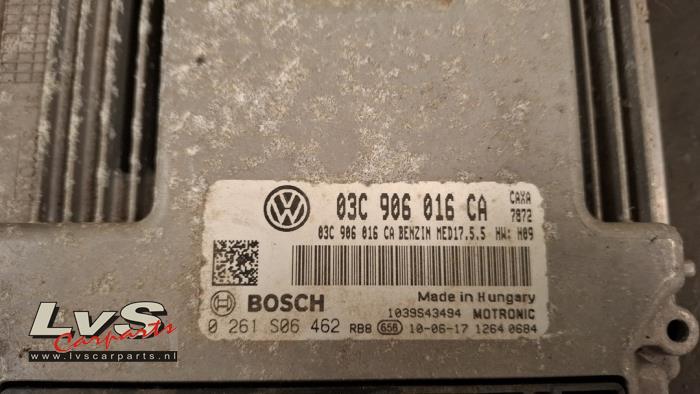 03C 906 016 CA CAXA
7872
03C 906 016 CA BENZIN MED17.5.5 HW: H09
BOSCH Made in Hungary
1039S43494 MOTRONIC
0 261 S06 462 RB8 658 10-06-17 1264 0684
LvS
Carparts
www.lvscarparts.nl